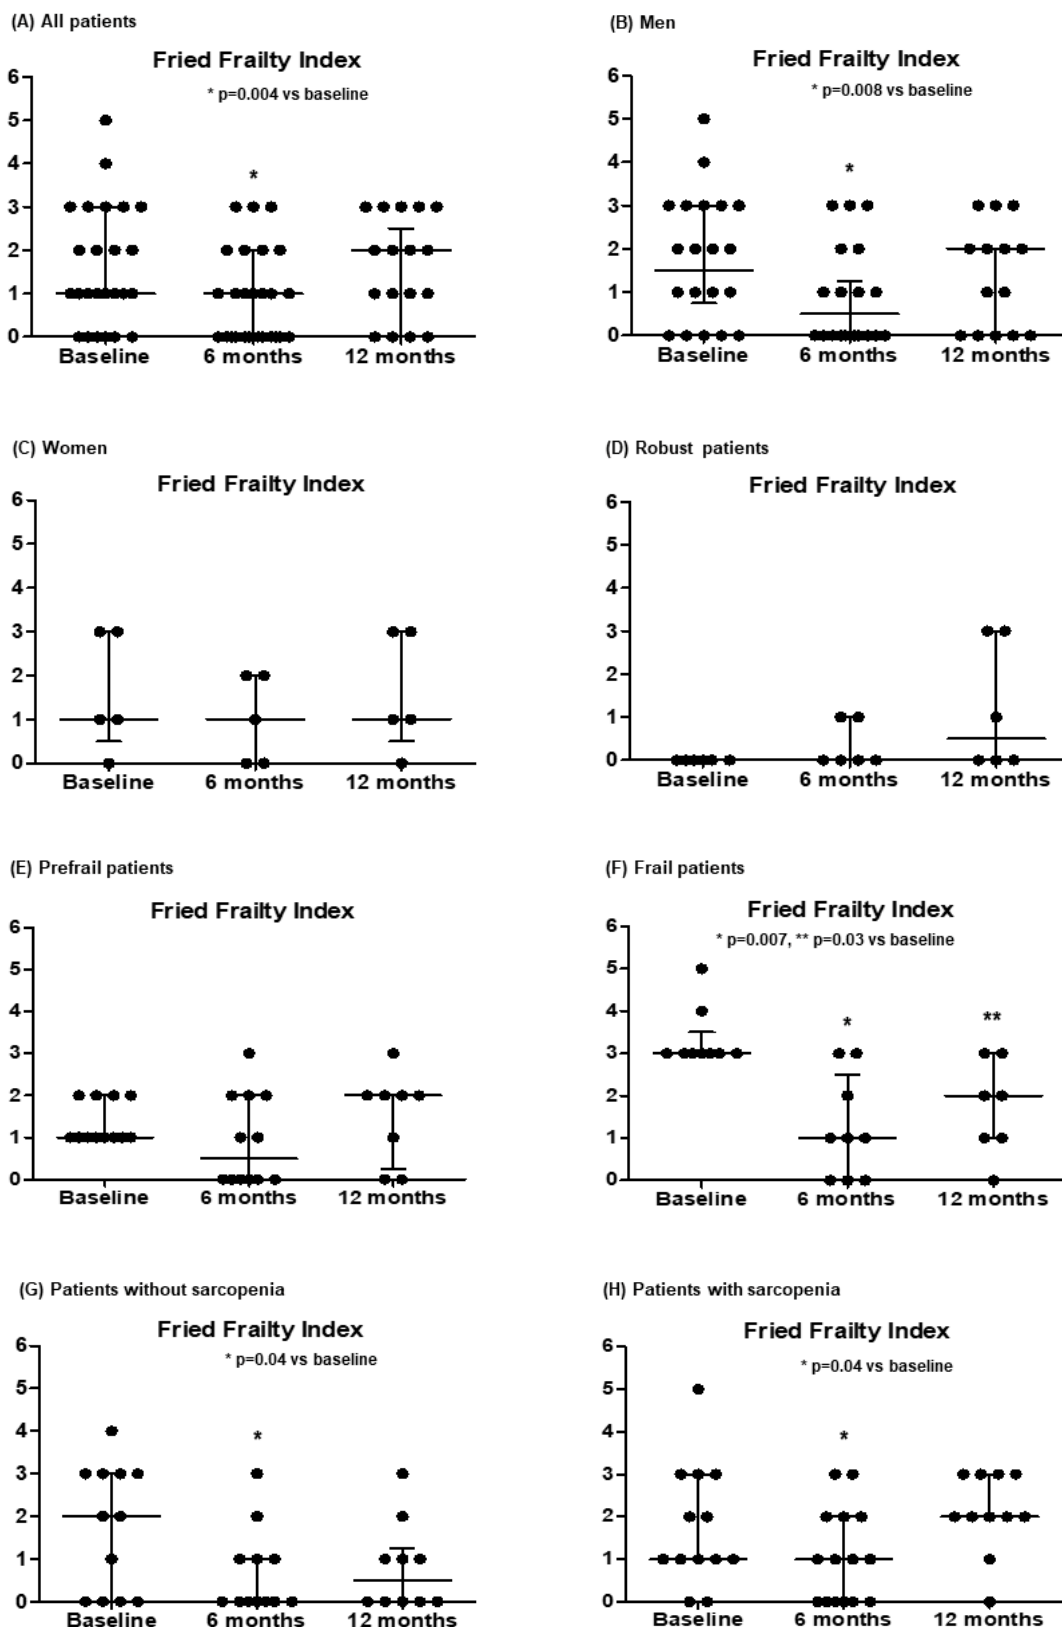 (A) All patients
Fried Frailty Index
* p=0.004 vs baseline
6
5
4
3
2
1
0
*
Baseline 6 months 12 months
(B) Men
Fried Frailty Index
* p=0.008 vs baseline
6
5
4
3
2
1
0
*
Baseline 6 months 12 months
(C) Women
Fried Frailty Index
6
5
4
3
2
1
0
Baseline 6 months 12 months
(D) Robust patients
Fried Frailty Index
6
5
4
3
2
1
0
Baseline 6 months 12 months
(E) Prefrail patients
Fried Frailty Index
6
5
4
3
2
1
0
Baseline 6 months 12 months
(F) Frail patients
Fried Frailty Index
* p=0.007, ** p=0.03 vs baseline
6
5
4
3
2
1
0
*
**
Baseline 6 months 12 months
(G) Patients without sarcopenia
Fried Frailty Index
* p=0.04 vs baseline
6
5
4
3
2
1
0
*
Baseline 6 months 12 months
(H) Patients with sarcopenia
Fried Frailty Index
* p=0.04 vs baseline
6
5
4
3
2
1
0
*
Baseline 6 months 12 months